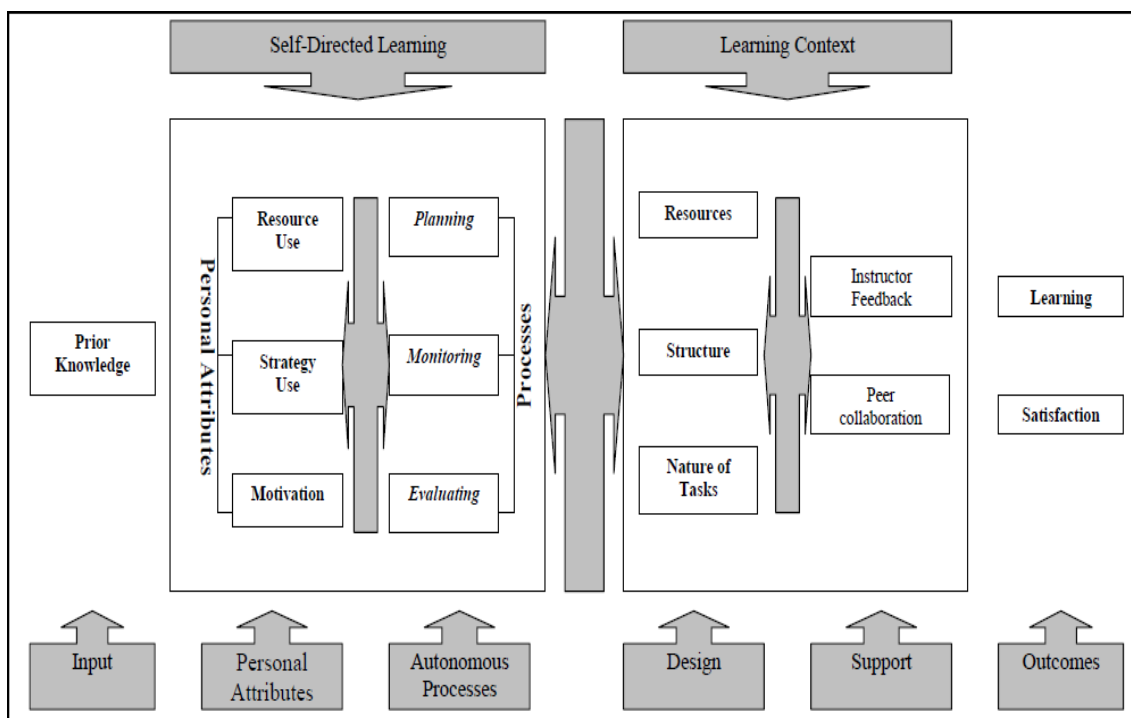 Self-Directed Learning
Learning Context
Prior
Knowledge
Personal Attributes
Resource
Use
Strategy
Use
Motivation
Planning
Monitoring
Evaluating
Processes
Resources
Structure
Nature of
Tasks
Instructor
Feedback
Peer
collaboration
Learning
Satisfaction
Input
Personal
Attributes
Autonomous
Processes
Design
Support
Outcomes